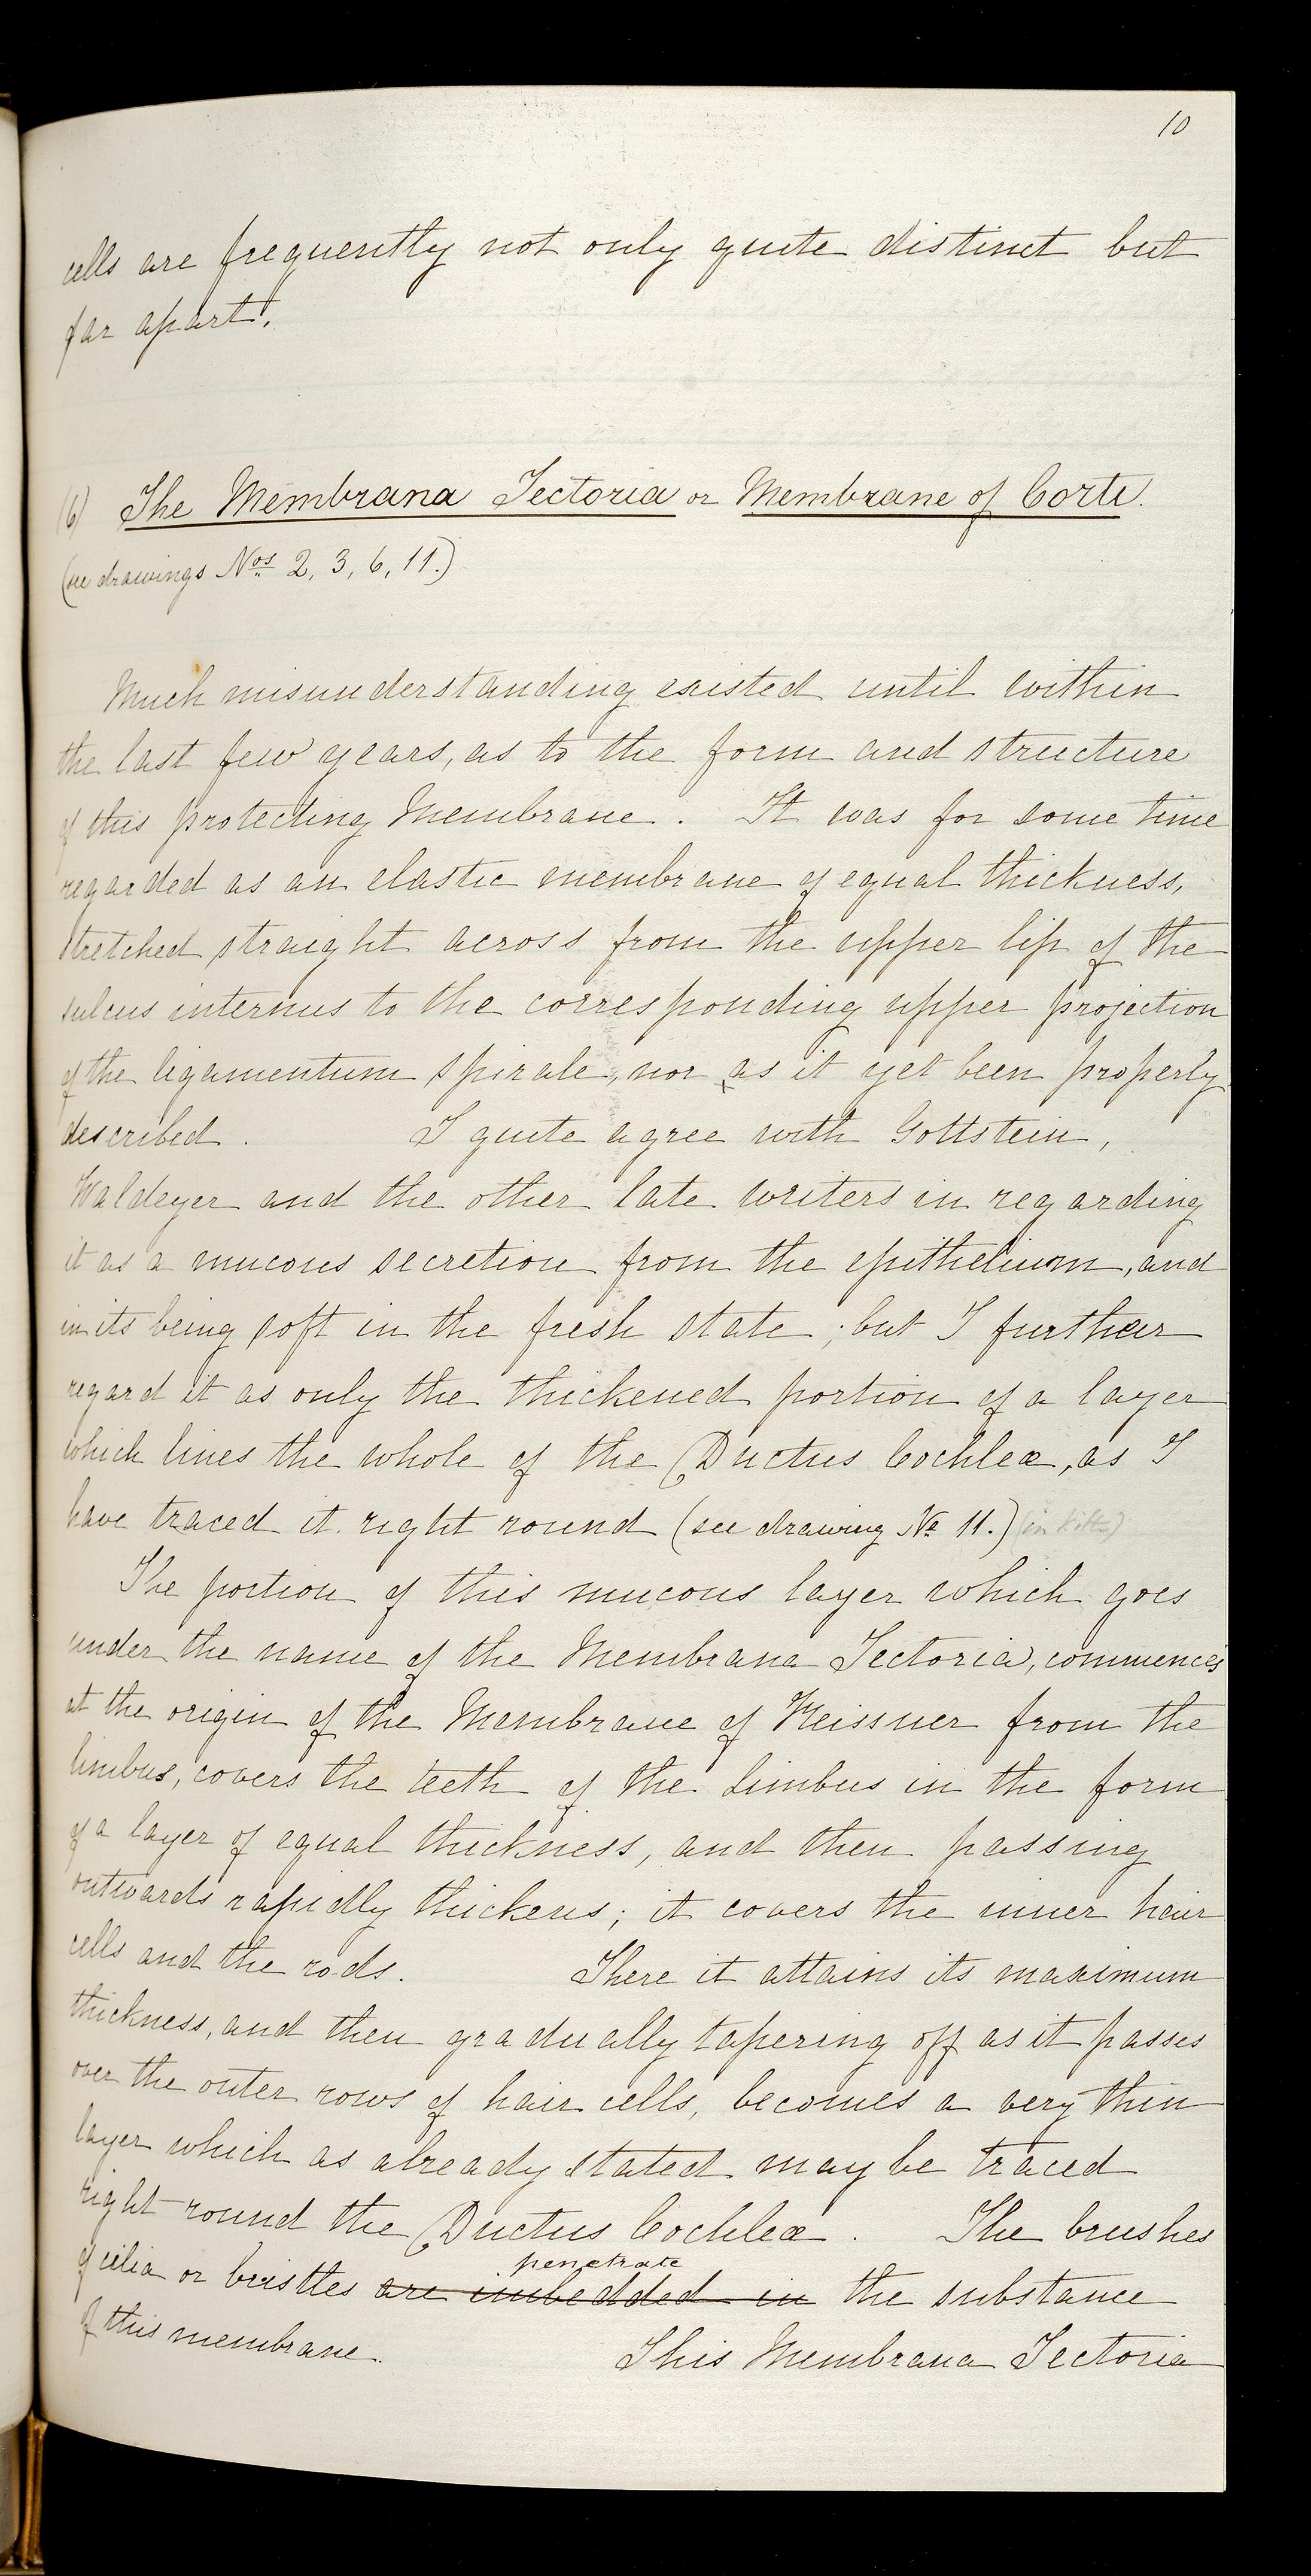 10
cells are frequently not only quite distinct but
far apart.
(6) The Membrana Tectoria or Membrane of Corti.
(see drawings Nos. 2, 3, 6, 11.)
Much misunderstanding existed until within
the last few years, as to the form and structure
of this protecting Membrane. It was for some time
regarded as an elastic membrane of equal thickness,
stretched straight across from the upper lip of the
sulcus internus to the corresponding upper projection
of the ligamentum spirale, nor as it yet been properly
described. I quite agree with Gottstein,
Waldeyer and the other late writers in regarding
it as a mucous secretion from the epithelium, and
in its being soft in the fresh state; but I further
regard it as only the thickened portion of a layer
which lines the whole of the Ductus Cochleæ, as I
have traced it right round (see drawing No 11.)
The portion of this mucous layer which goes
under the name of the Membrana Tectoria, commences
at the origin of the Membrane of Reissner from the
limbus, covers the teeth of the Limbus in the form
of a layer of equal thickness, and then passing
outwards rapidly thickens; it covers the inner hair
cells and the rods. There it attains its maximum
thickness, and then gradually tapering off as it passes
over the outer rows of hair cells, becomes a very thin
layer which as already stated may be traced
right round the Ductus Cochleæ. The brushes
penetrate
of cilia or bristles are imbedded in the substance
of this membrane. This Membrana Tectoria